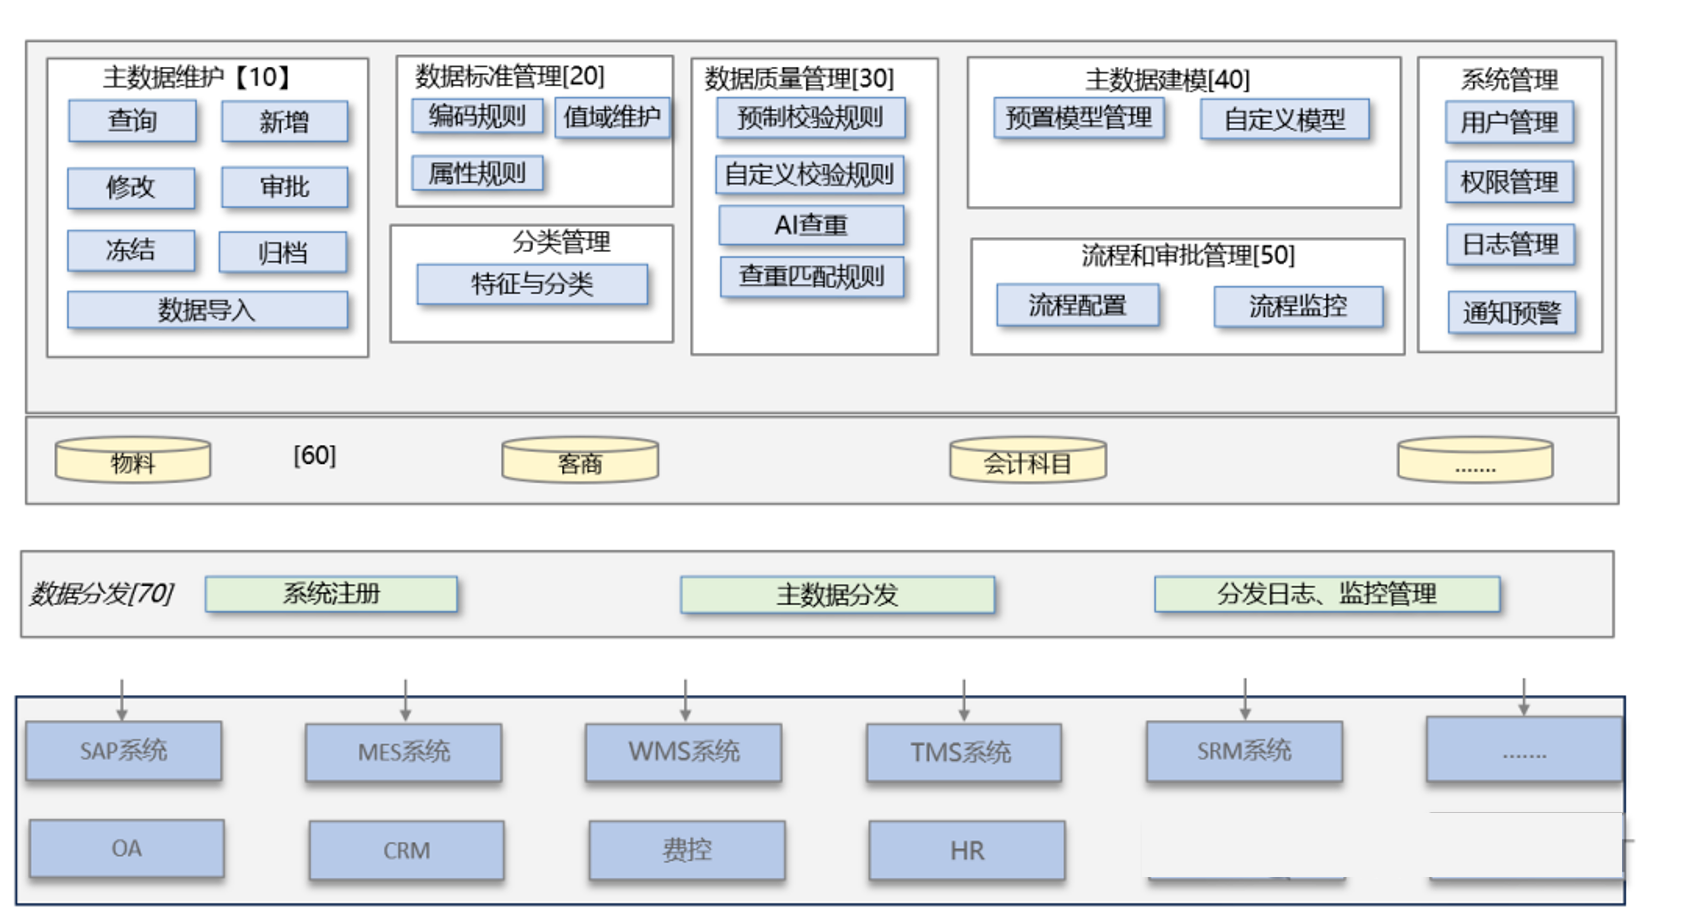 主数据维护【10】
查询
新增
修改
审批
冻结
归档
数据导入
数据标准管理[20]
编码规则
值域维护
属性规则
分类管理
特征与分类
数据质量管理[30]
预制校验规则
自定义校验规则
AI查重
查重匹配规则
主数据建模[40]
预置模型管理
自定义模型
流程和审批管理[50]
流程配置
流程监控
系统管理
用户管理
权限管理
日志管理
通知预警
物料
[60]
客商
会计科目
.......
数据分发[70]
系统注册
主数据分发
分发日志、监控管理
SAP系统
MES系统
WMS系统
TMS系统
SRM系统
.......
OA
CRM
费控
HR